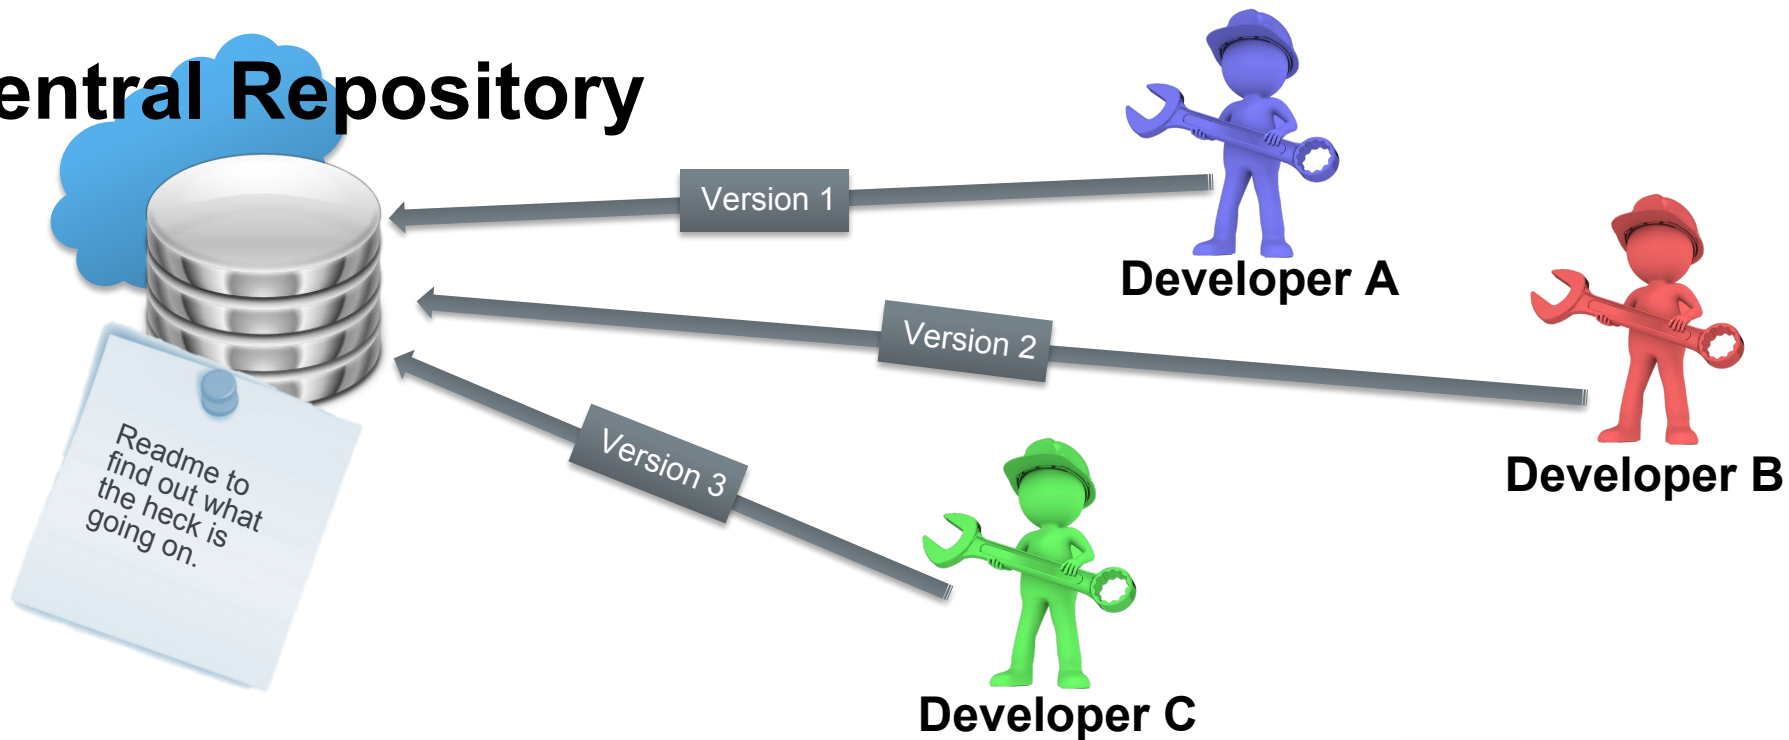 entral Repository
Version 1
Developer A
Version 2
Developer B
Version 3
Readme to
find out what
the heck is
going on.
Developer C